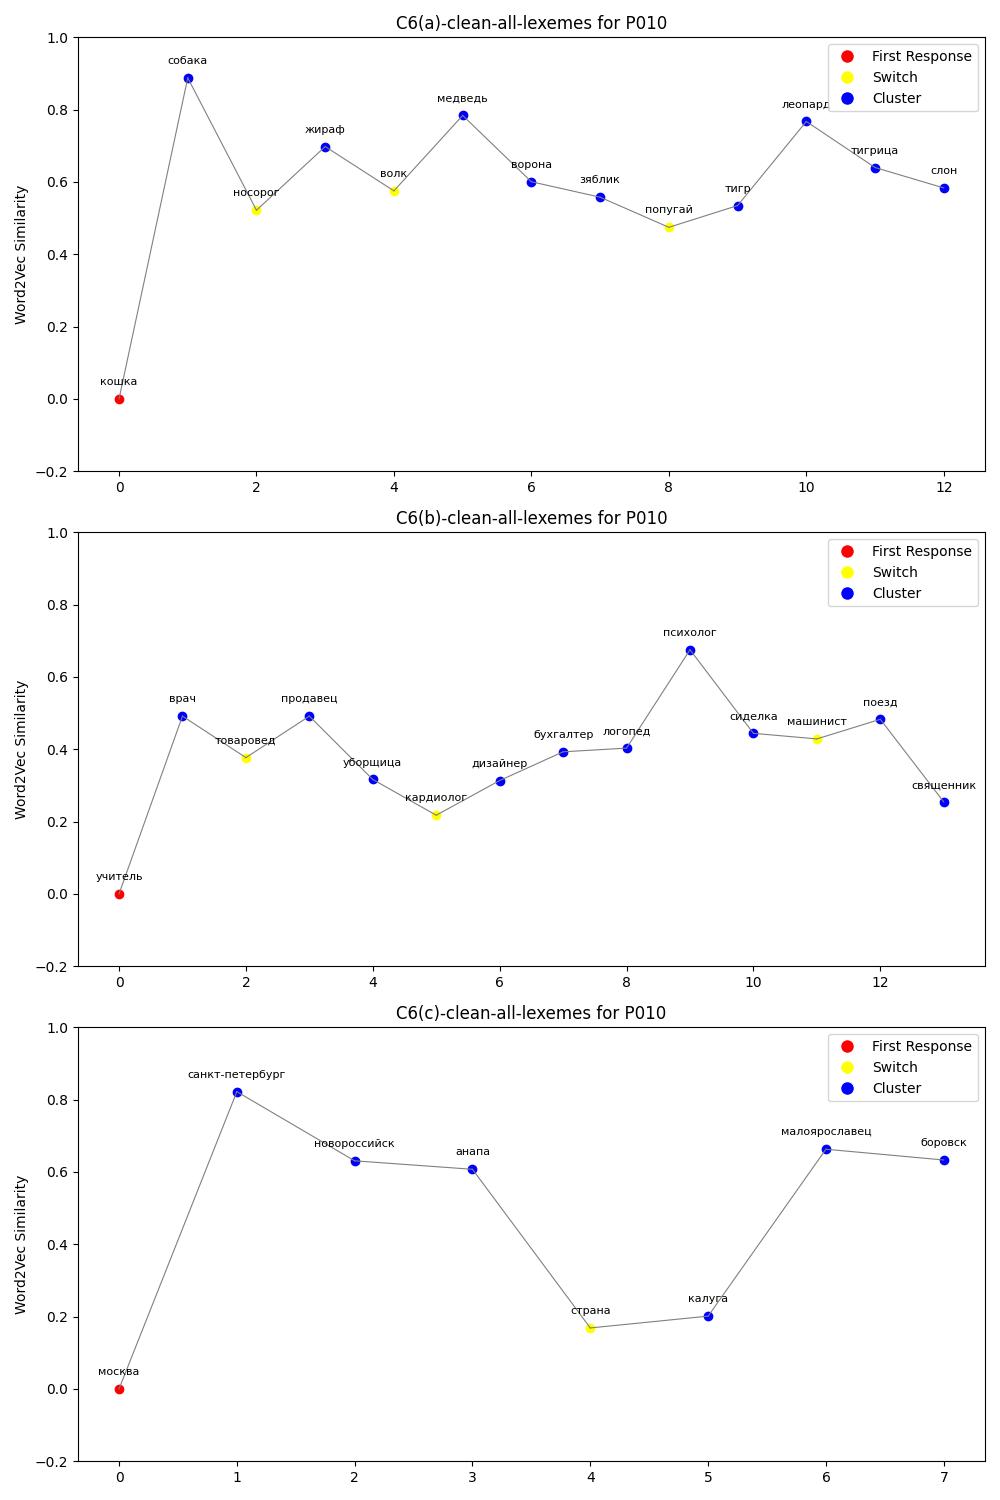 C6(a)-clean-all-lexemes for P010
Word2Vec Similarity
1.0
0.8
0.6
0.4
0.2
0.0
−0.2
First Response
Switch
Cluster
кошка
собака
носорог
жираф
волк
медведь
ворона
зяблик
попугай
тигр
леопард
тигрица
слон
0 2 4 6 8 10 12
C6(b)-clean-all-lexemes for P010
Word2Vec Similarity
1.0
0.8
0.6
0.4
0.2
0.0
−0.2
First Response
Switch
Cluster
учитель
врач
товаровед
продавец
уборщица
кардиолог
дизайнер
бухгалтер
логопед
психолог
сиделка
машинист
поезд
священник
0 2 4 6 8 10 12
C6(c)-clean-all-lexemes for P010
Word2Vec Similarity
1.0
0.8
0.6
0.4
0.2
0.0
−0.2
First Response
Switch
Cluster
москва
санкт-петербург
новороссийск
анапа
страна
калуга
малоярославец
боровск
0 1 2 3 4 5 6 7